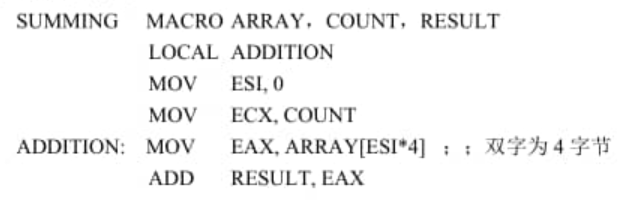 SUMMING MACRO ARRAY，COUNT，RESULT
LOCAL ADDITION
MOV ESI, 0
MOV ECX, COUNT
ADDITION: MOV EAX, ARRAY[ESI*4] ；；双字为 4 字节
ADD RESULT, EAX